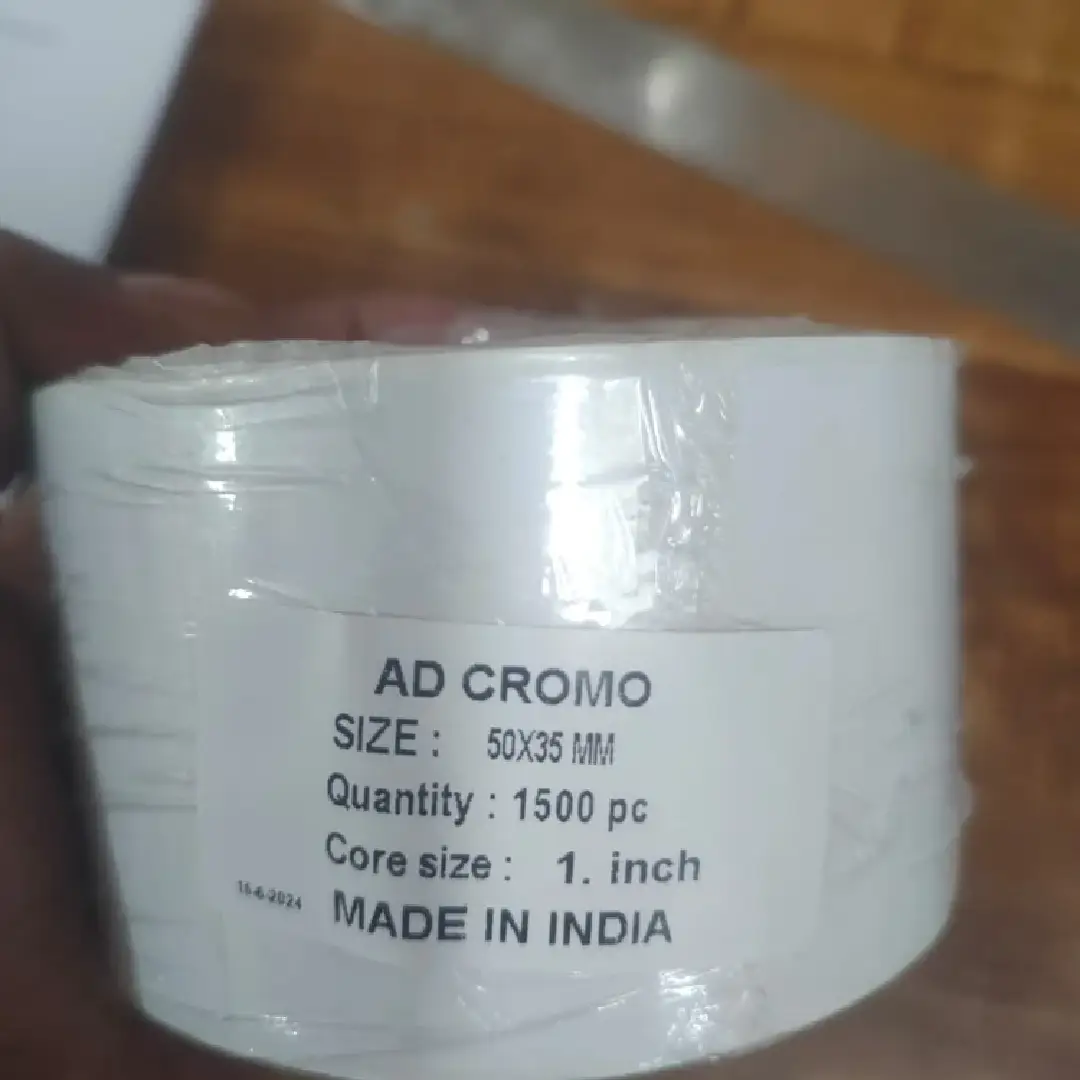 AD CROMO
SIZE : 50X35 MM
Quantity : 1500 pc
Core size : 1. inch
MADE IN INDIA